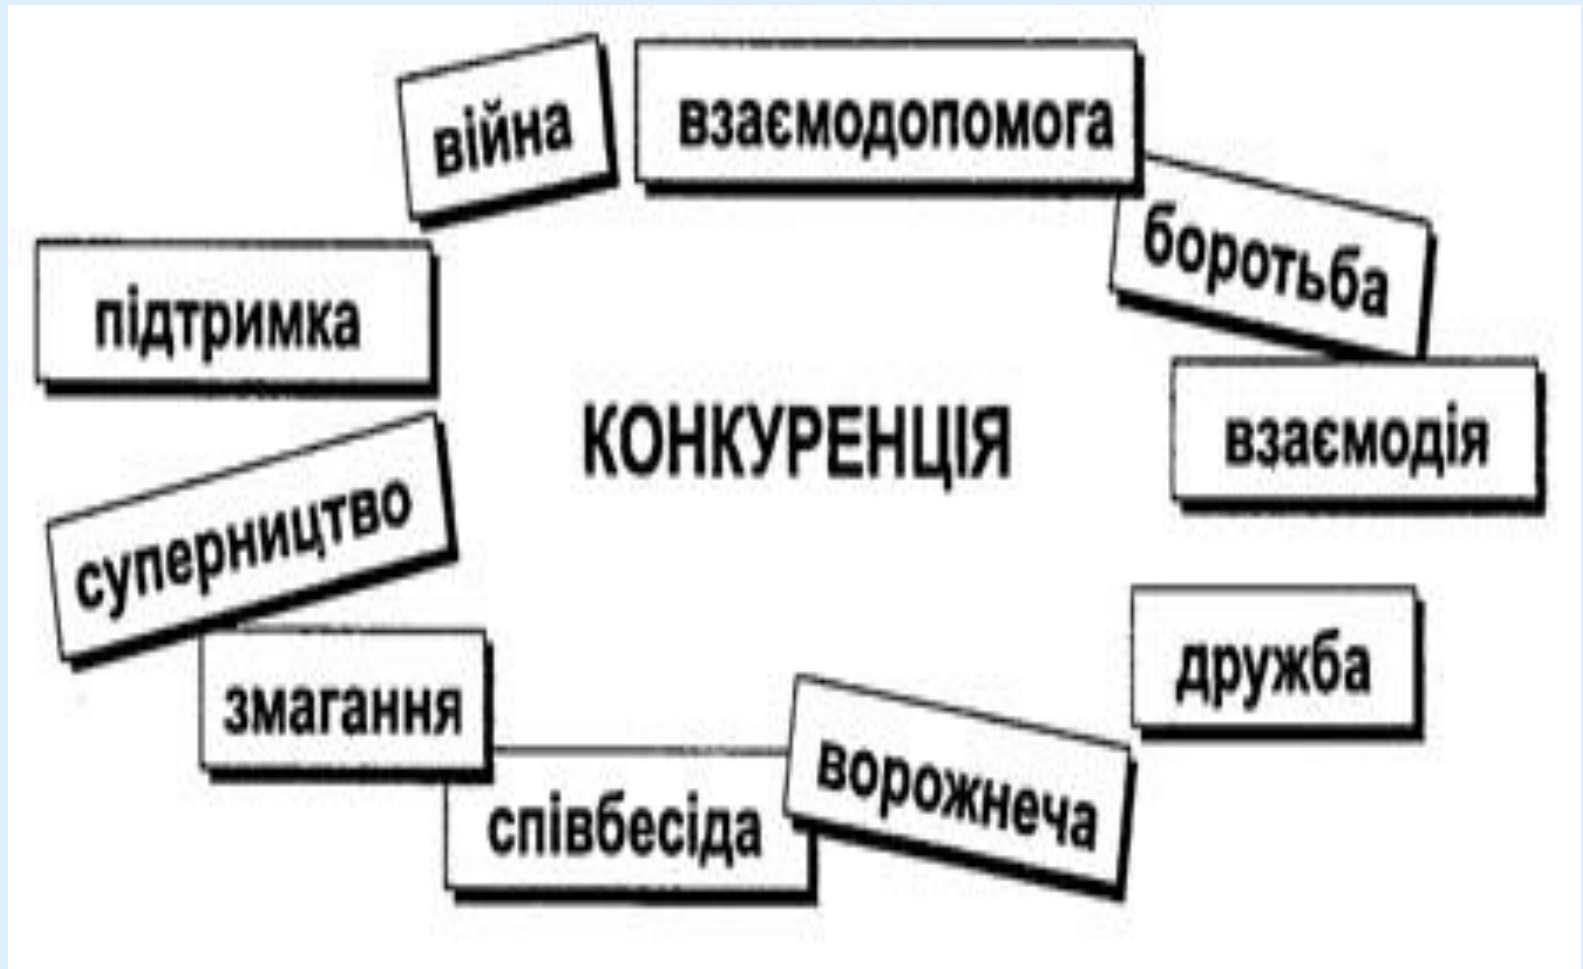 війна
взаємодопомога
боротьба
підтримка
КОНКУРЕНЦІЯ
взаємодія
суперництво
дружба
змагання
співбесіда
ворожнеча